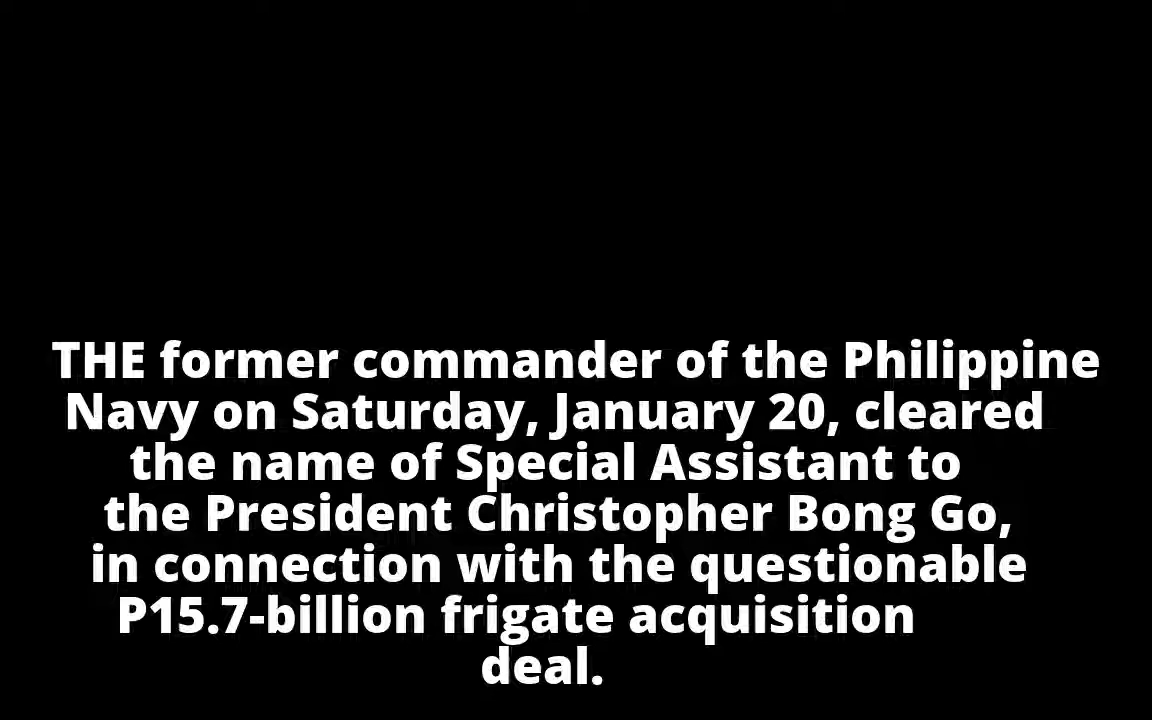 THE former commander of the Philippine
Navy on Saturday, January 20, cleared
the name of Special Assistant to
the President Christopher Bong Go,
in connection with the questionable
P15.7-billion frigate acquisition
deal.